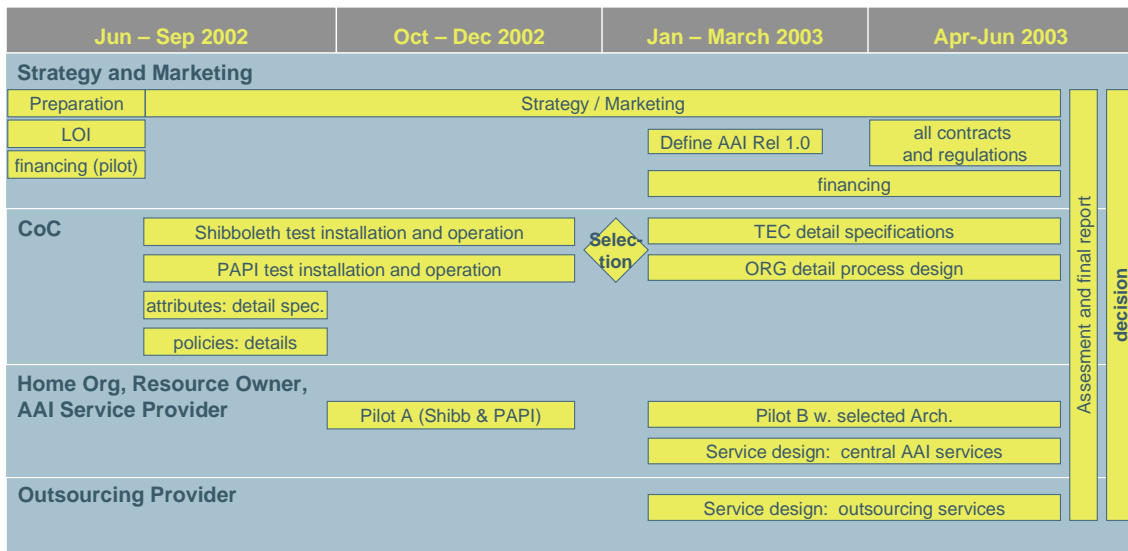 Jun – Sep 2002
Oct – Dec 2002
Jan – March 2003
Apr-Jun 2003
Strategy and Marketing
Preparation
Strategy / Marketing
LOI
Define AAI Rel 1.0
all contracts
and regulations
financing (pilot)
financing
CoC
Shibboleth test installation and operation
Selec-
tion
TEC detail specifications
PAPI test installation and operation
ORG detail process design
attributes: detail spec.
policies: details
Home Org, Resource Owner,
AAI Service Provider
Pilot A (Shibb & PAPI)
Pilot B w. selected Arch.
Service design: central AAI services
Outsourcing Provider
Service design: outsourcing services
Assesment and final report
decision